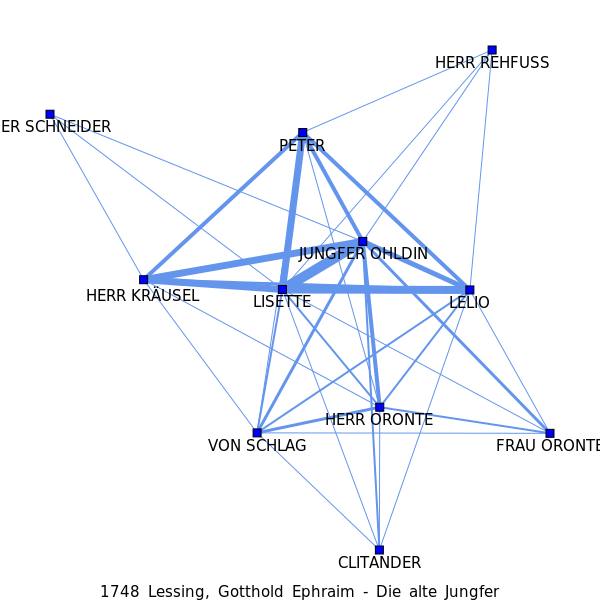 HERR REHFUSS
ER SCHNEIDER
PETER
JUNGFER OHLDIN
HERR KRÄUSEL
LISETTE
LELIO
HERR ORONTE
VON SCHLAG
FRAU ORONTE
CLITANDER
1748 Lessing, Gotthold Ephraim - Die alte Jungfer